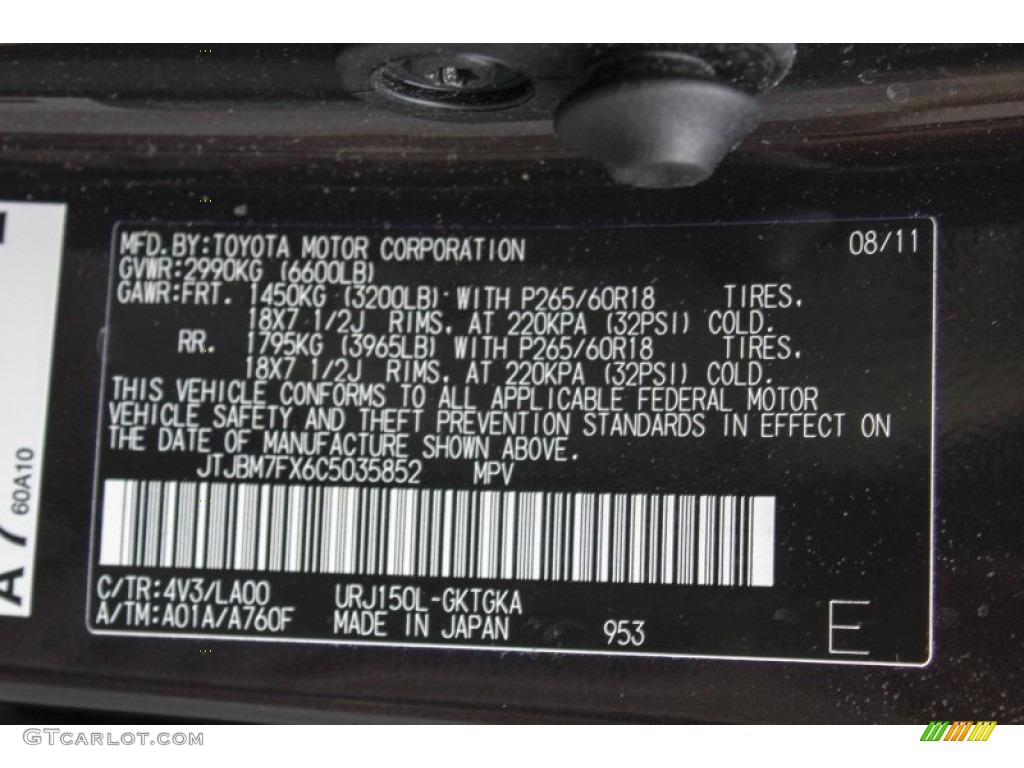 MFD. BY: TOYOTA MOTOR CORPORATION 08/11
GVWR: 2990KG (6600LB)
GAWR: FRT. 1450KG (3200LB) WITH P265/60R18 TIRES.
18X7 1/2J RIMS. AT 220KPA (32PSI) COLD.
RR. 1795KG (3965LB) WITH P265/60R18 TIRES.
18X7 1/2J RIMS. AT 220KPA (32PSI) COLD.
THIS VEHICLE CONFORMS TO ALL APPLICABLE FEDERAL MOTOR
VEHICLE SAFETY AND THEFT PREVENTION STANDARDS IN EFFECT ON
THE DATE OF MANUFACTURE SHOWN ABOVE.
JTJBM7FX6C5035852 MPV
C/TR: 4V3/LA00 URJ150L-GKTGKA
A/TM: A01A/A760F MADE IN JAPAN 953 E
60A10
A7
GTCARLOT.COM